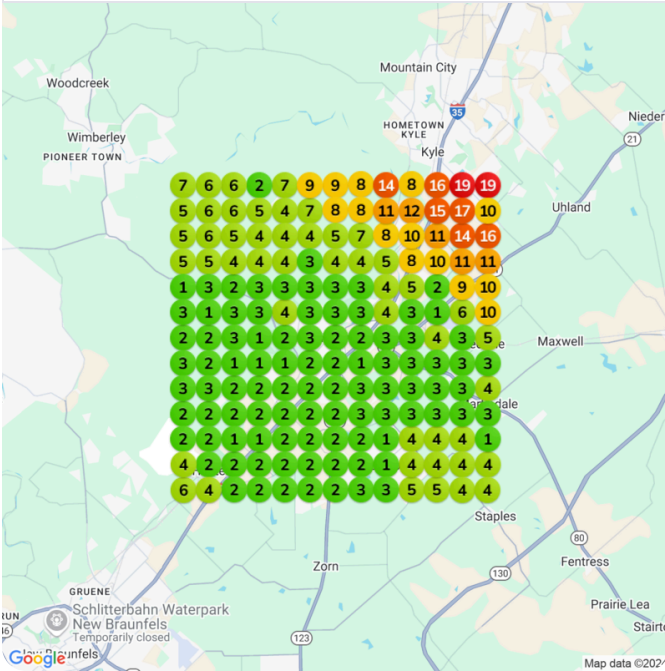 Mountain City
Woodcreek
35
Nieder
HOMETOWN
KYLE
21
Wimberley
PIONEER TOWN
Kyle
7 6 6 2 7 9 9 8 14 8 16 19 19
Uhland
5 6 6 5 4 7 8 8 11 12 15 17 10
5 6 5 4 4 4 5 7 8 10 11 14 16
5 5 4 4 4 3 4 4 5 8 10 11 11
1 3 2 3 3 3 3 3 4 5 2 9 10
3 1 3 3 4 3 3 3 4 3 1 6 10
2 2 3 1 2 3 2 2 3 3 4 3 5
Maxwell
3 2 1 1 1 2 2 1 3 3 3 3 3
3 3 2 2 2 2 2 3 3 3 3 3 4
dale
2 2 2 2 2 2 2 3 3 3 3 3 3
2 2 1 1 2 2 2 2 1 4 4 4 1
4 2 2 2 2 2 2 2 1 4 4 4 4
6 4 2 2 2 2 2 3 3 5 5 4 4
Staples
80
Zorn
Fentress
130
GRUENE
Prairie Lea
Schlitterbahn Waterpark
New Braunfels
Temporarily closed
RUN
46
Stairt
123
New Braunfels
Google
Map data ©202